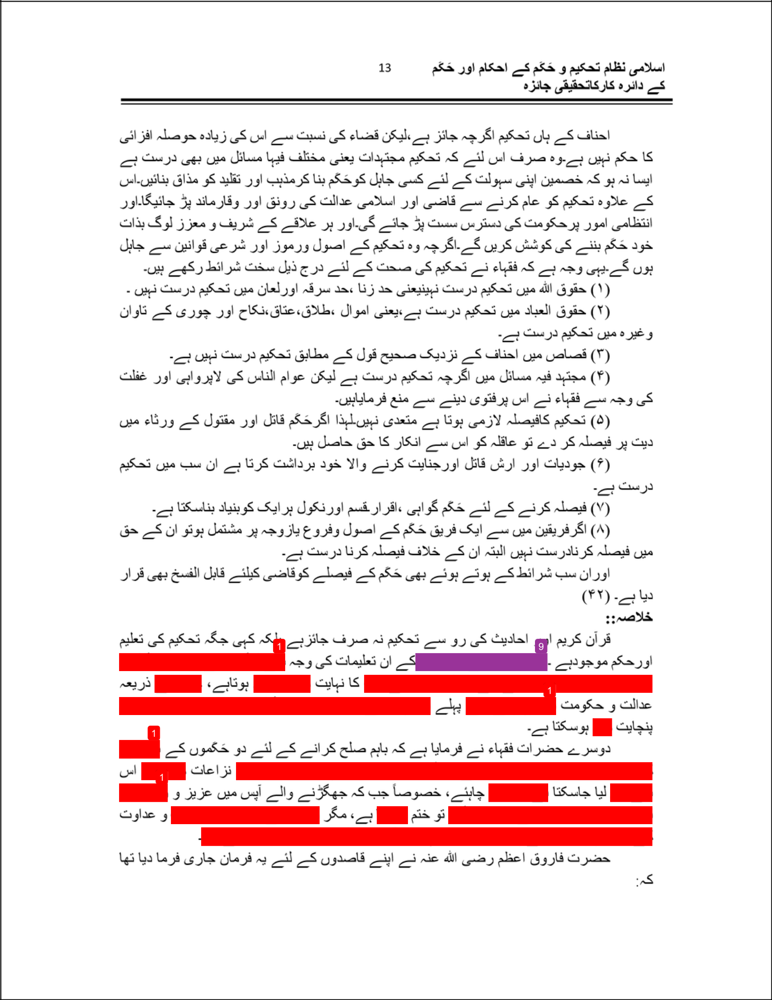 اسلامی نظام تحکیم و حَکَم کے احکام اور حَکَم 13
کے دائرہ کارکاتحقیقی جائزہ
احناف کے ہاں تحکیم اگرچہ جائز ہے،لیکن قضاء کی نسبت سے اس کی زیادہ حوصلہ افزائی
کا حکم نہیں ہے۔وہ صرف اس لئے کہ تحکیم مجتہدات یعنی مختلف فیہا مسائل میں بھی درست ہے
ایسا نہ ہو کہ خصمین اپنی سہولت کے لئے کسی جاہل کوحَکَم بنا کرمذہب اور تقلید کو مذاق بنائیں۔اس
کے علاوہ تحکیم کو عام کرنے سے قاضی اور اسلامی عدالت کی رونق اور وقارماند پڑ جائیگا۔اور
انتظامی امور پرحکومت کی دسترس سست پڑ جائے گی۔اور ہر علاقے کے شریف و معزز لوگ بذات
خود حَکَم بننے کی کوشش کریں گے۔اگرچہ وہ تحکیم کے اصول ورموز اور شرعی قوانین سے جاہل
ہوں گے۔یہی وجہ ہے کہ فقہاء نے تحکیم کی صحت کے لئے درج ذیل سخت شرائط رکھے ہیں۔
(۱) حقوق اللہ میں تحکیم درست نہینیعنی حد زنا ،حد سرقہ اورلعان میں تحکیم درست نہیں ۔
(۲) حقوق العباد میں تحکیم درست ہے،یعنی اموال ،طلاق،عتاق،نکاح اور چوری کے تاوان
وغیرہ میں تحکیم درست ہے۔
(۳) قصاص میں احناف کے نزدیک صحیح قول کے مطابق تحکیم درست نہیں ہے۔
(۴) مجتہد فیہ مسائل میں اگرچہ تحکیم درست ہے لیکن عوام الناس کی لاپرواہی اور غفلت
کی وجہ سے فقہاء نے اس پرفتوی دینے سے منع فرمایاہیں۔
(۵) تحکیم کافیصلہ لازمی ہوتا ہے متعدی نہیں۔لہذا اگرحَکَم قاتل اور مقتول کے ورثاء میں
دیت پر فیصلہ کر دے تو عاقلہ کو اس سے انکار کا حق حاصل ہیں۔
(۶) جودیات اور ارش قاتل اورجنایت کرنے والا خود برداشت کرتا ہے ان سب میں تحکیم
درست ہے۔
(۷) فیصلہ کرنے کے لئے حَکَم گواہی ،اقرار۔قسم اورنکول ہرایک کوبنیاد بناسکتا ہے۔
(۸) اگرفریقین میں سے ایک فریق حَکَم کے اصول وفروع یازوجہ پر مشتمل ہوتو ان کے حق
میں فیصلہ کرنادرست نہیں البتہ ان کے خلاف فیصلہ کرنا درست ہے۔
اوران سب شرائط کے ہوتے ہوئے بھی حَکَم کے فیصلے کوقاضی کیلئے قابل الفسخ بھی قرار
دیا ہے۔ (۴۲)
خلاصہ::
قرآن کریم احادیث کی رو سے تحکیم نہ صرف جائزہے بلکہ کہی جگہ تحکیم کی تعلیم
اورحکم موجودہے ۔ 9 کے ان تعلیمات کی وجہ 1
کا نہایت ہوتاہے، ذریعہ
عدالت و حکومت 1 پہلے
پنچایت ہوسکتا ہے۔
دوسرے حضرات فقہاء نے فرمایا ہے کہ باہم صلح کرانے کے لئے دو حَکَموں کے 1
نزاعات اس
لیا جاسکتا چاہئے، خصوصاً جب کہ جھگڑنے والے آپس میں عزیز و 1
تو ختم ہے، مگر و عداوت
۔
حضرت فاروق اعظم رضی اللہ عنہ نے اپنے قاصدوں کے لئے یہ فرمان جاری فرما دیا تھا
کہ: